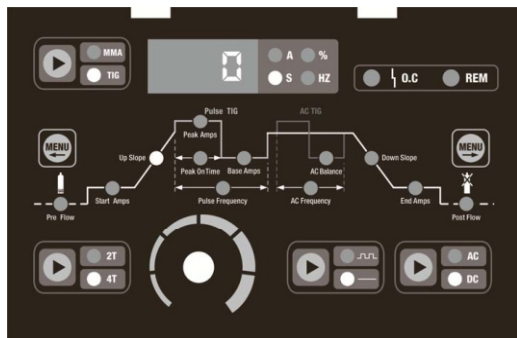 MMA
TIG
0
A %
S HZ
O.C
REM
Pulse TIG
AC TIG
Peak Amps
MENU
Up Slope
Peak OnTime
Base Amps
AC Balance
Down Slope
MENU
Start Amps
Pulse Frequency
AC Frequency
End Amps
Pre Flow
Post Flow
2T
4T
AC
DC